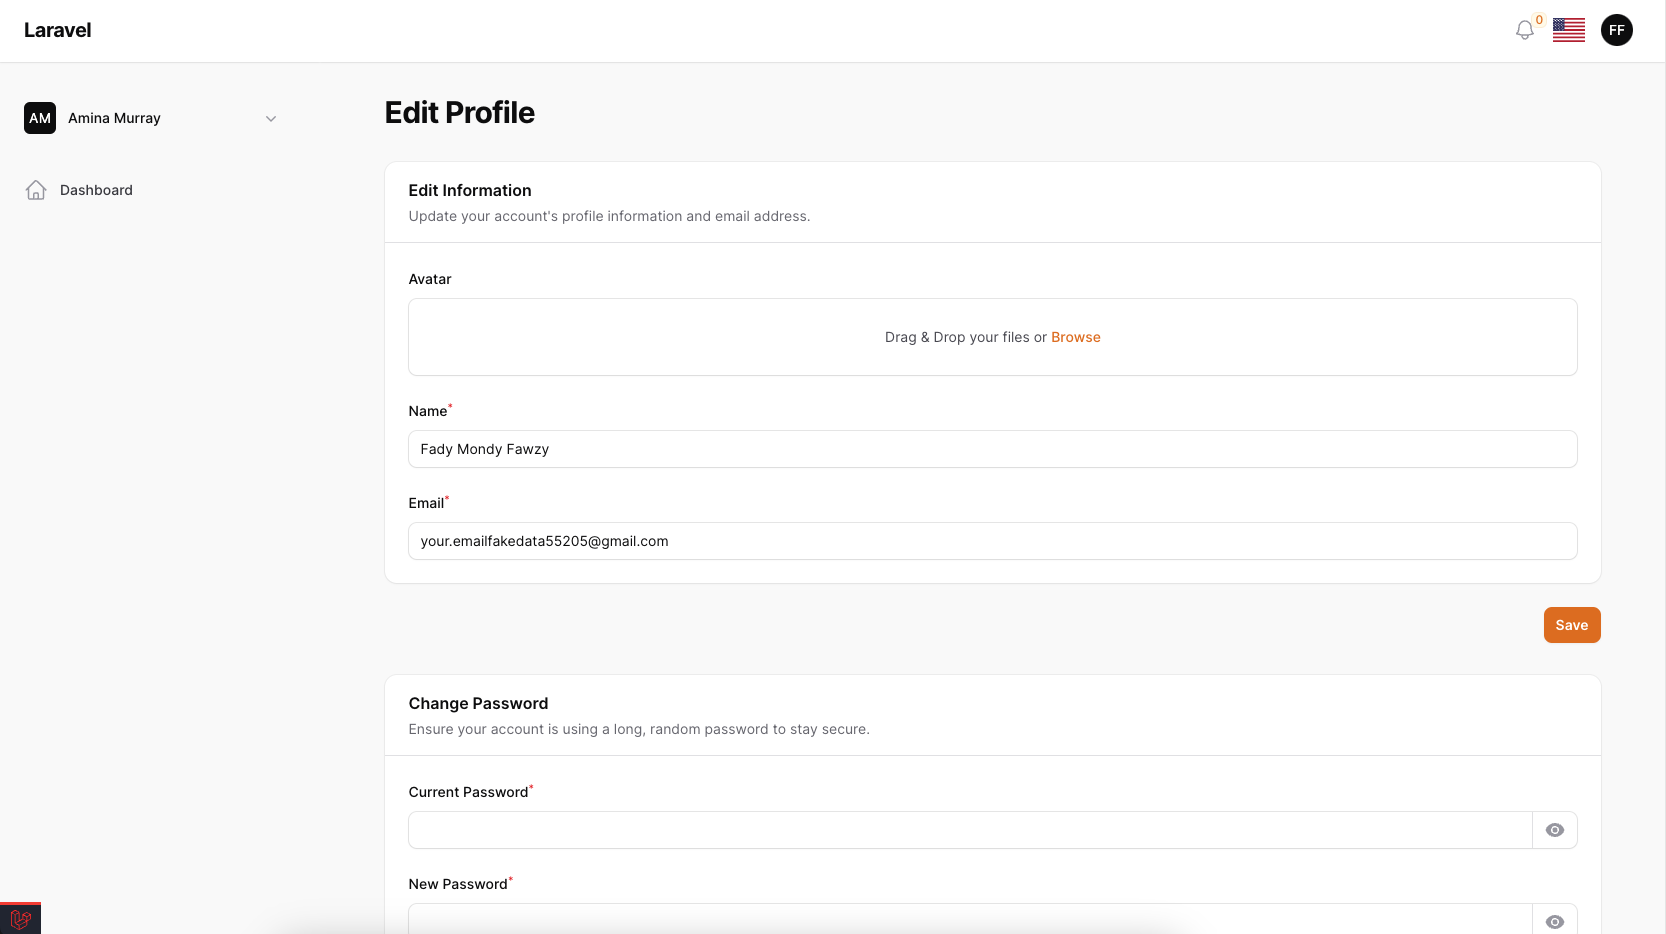 Laravel
0
FF
AM
Amina Murray
Dashboard
Edit Profile
Edit Information
Update your account's profile information and email address.
Avatar
Drag & Drop your files or Browse
Name*
Fady Mondy Fawzy
Email*
your.emailfakedata55205@gmail.com
Save
Change Password
Ensure your account is using a long, random password to stay secure.
Current Password*
New Password*